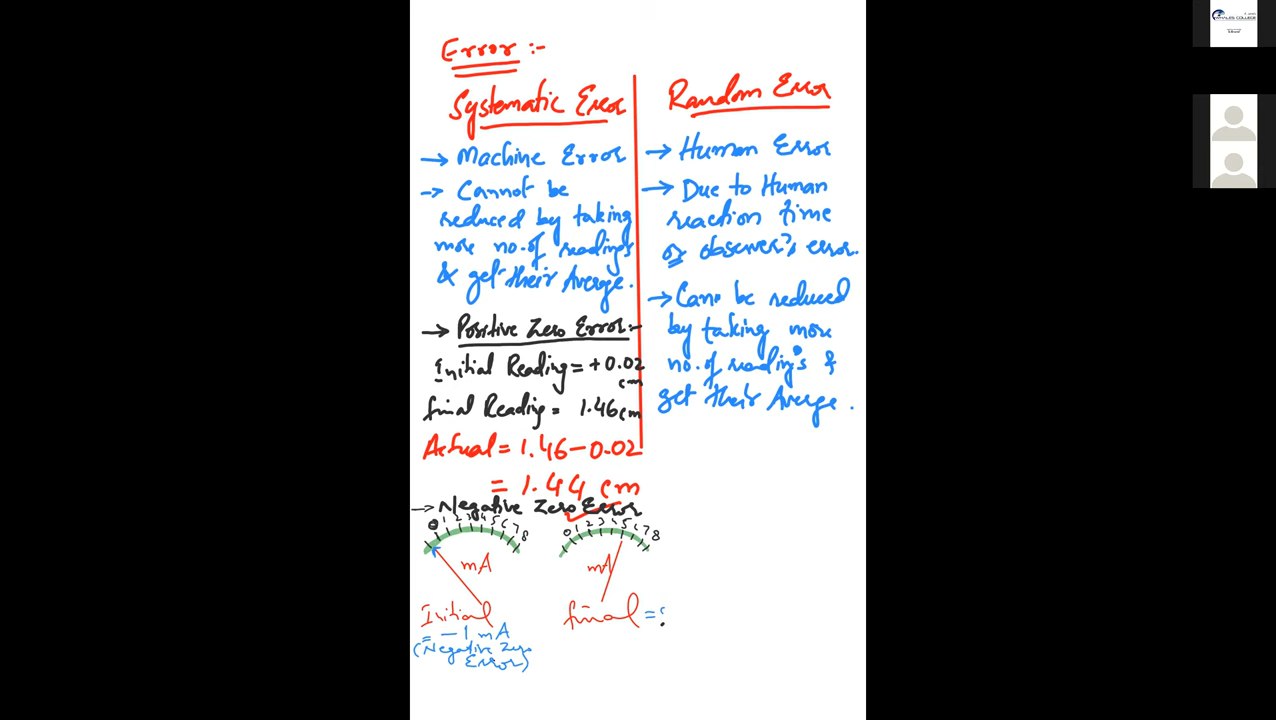 Error :-
Systematic Error
→ Machine Error
→ Cannot be
reduced by taking
more no. of readings
& get their Average.
→ Positive Zero Error:-
Initial Reading = +0.02
cm
final Reading = 1.46cm
Actual = 1.46-0.02
= 1.44 cm
→ Negative Zero Error
0 1 2 3 4 5 6 7 8
mA
Initial
= -1 mA
(Negative Zero
Error)
0 1 2 3 4 5 6 7 8
mA
final = ?
Random Error
→ Human Error
→ Due to Human
reaction time
or observer's error.
→ Can be reduced
by taking more
no. of reading's &
get their Average.
WHALES COLLEGE